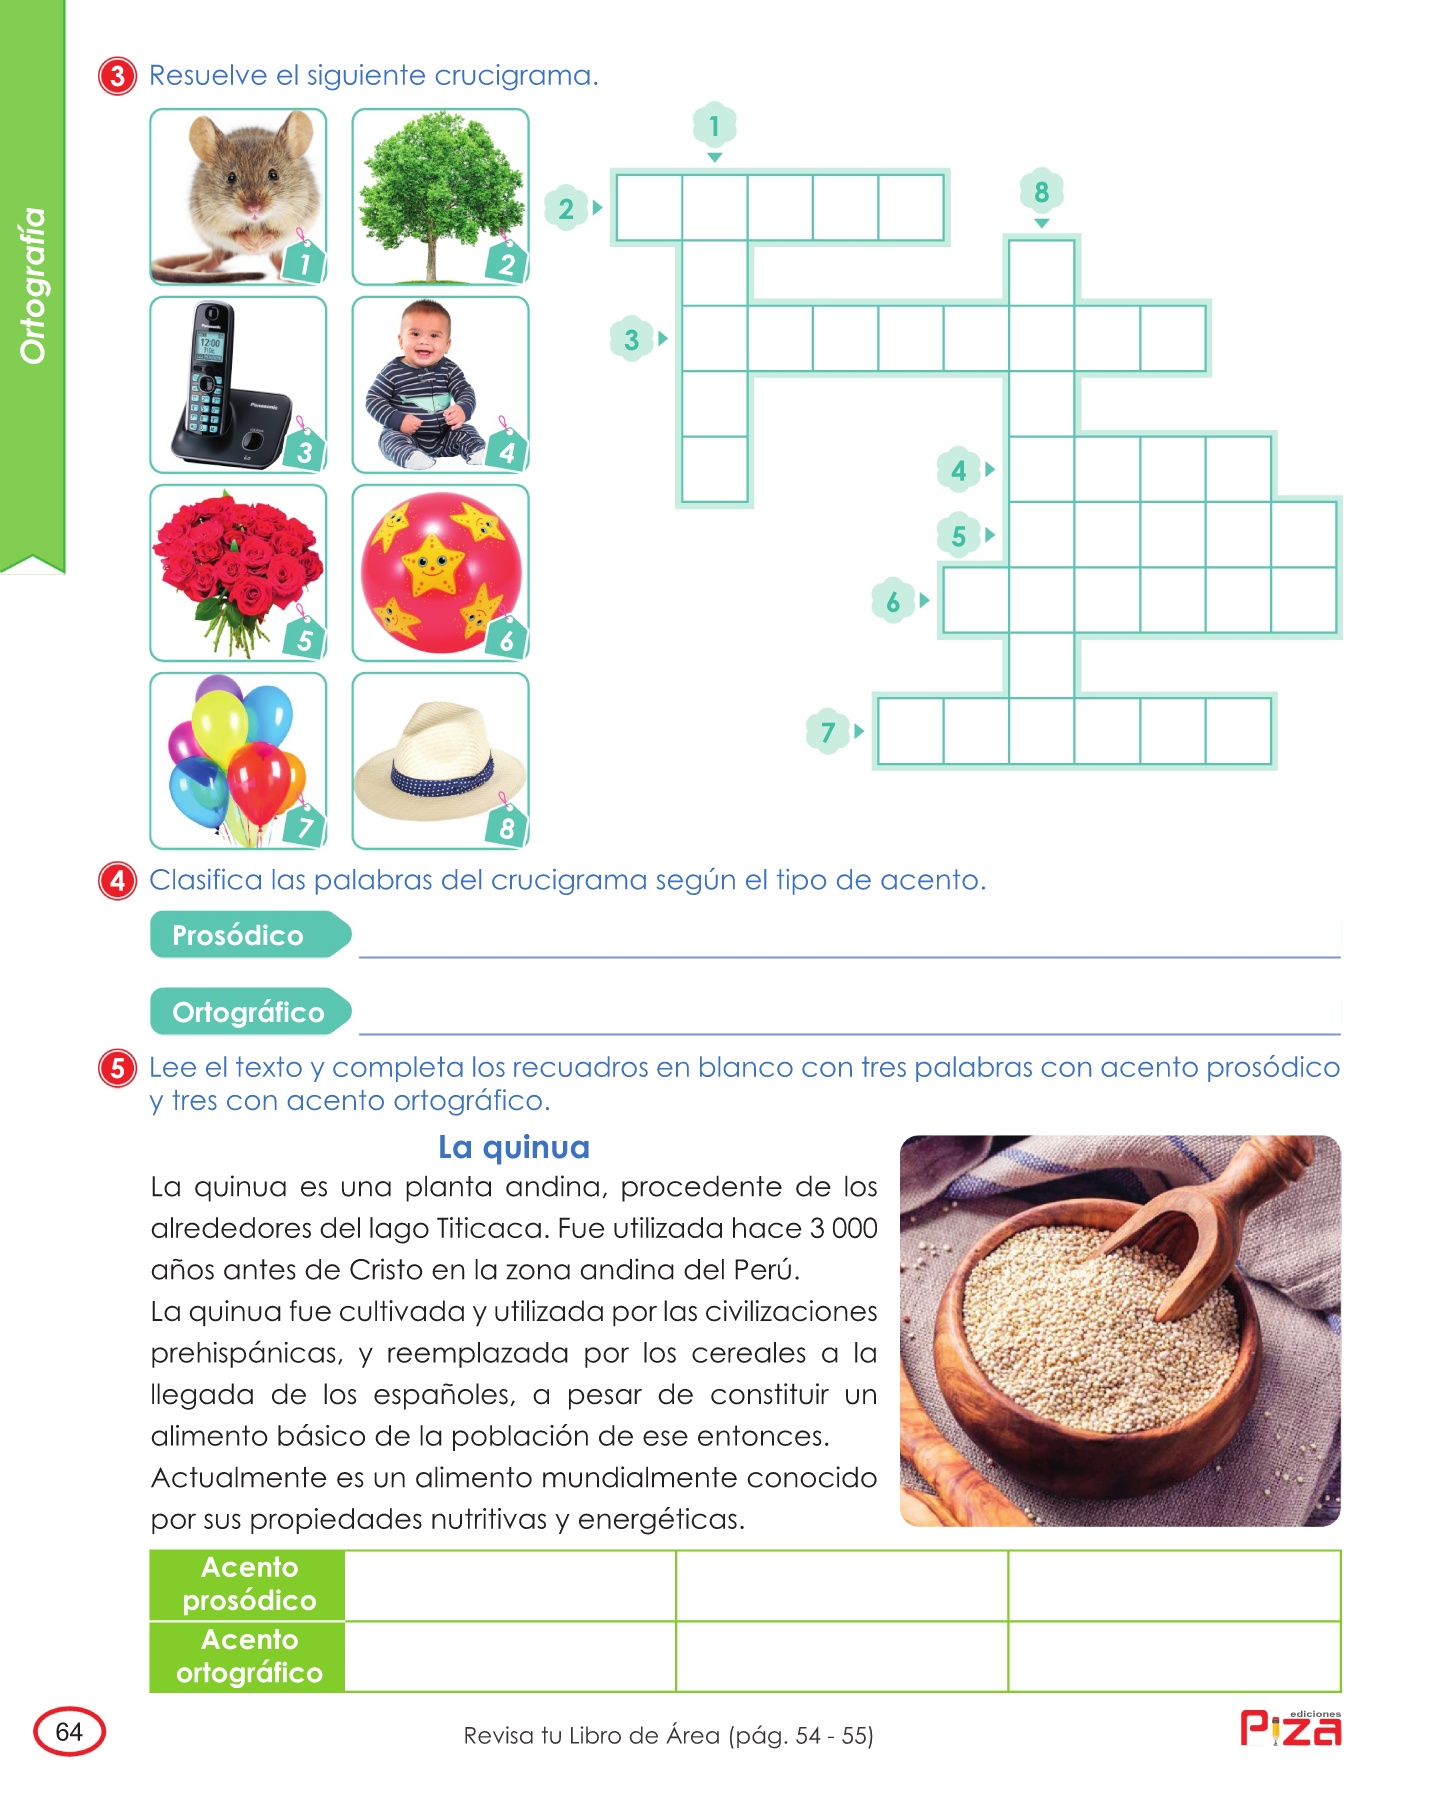 Ortografía
3 Resuelve el siguiente crucigrama.
1
2
3
4
5
6
7
8
1
2
3
4
5
6
7
8
Panasonic
12:00
Panasonic
4 Clasifica las palabras del crucigrama según el tipo de acento.
Prosódico
Ortográfico
5 Lee el texto y completa los recuadros en blanco con tres palabras con acento prosódico
y tres con acento ortográfico.
La quinua
La quinua es una planta andina, procedente de los
alrededores del lago Titicaca. Fue utilizada hace 3 000
años antes de Cristo en la zona andina del Perú.
La quinua fue cultivada y utilizada por las civilizaciones
prehispánicas, y reemplazada por los cereales a la
llegada de los españoles, a pesar de constituir un
alimento básico de la población de ese entonces.
Actualmente es un alimento mundialmente conocido
por sus propiedades nutritivas y energéticas.
Acento
prosódico
Acento
ortográfico
64
Revisa tu Libro de Área (pág. 54 - 55)
ediciones
Piza